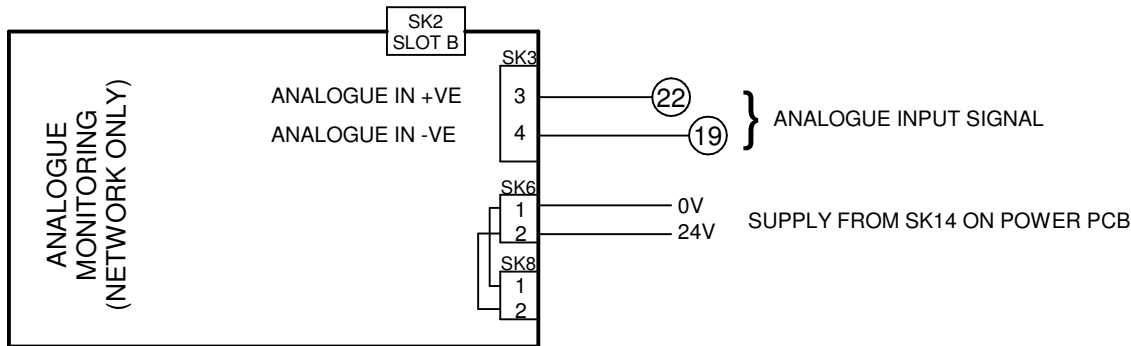 SK2
SLOT B
SK3
ANALOGUE IN +VE 3 22
ANALOGUE IN -VE 4 19
} ANALOGUE INPUT SIGNAL
ANALOGUE
MONITORING
(NETWORK ONLY)
SK6
1 0V
2 24V
SUPPLY FROM SK14 ON POWER PCB
SK8
1
2